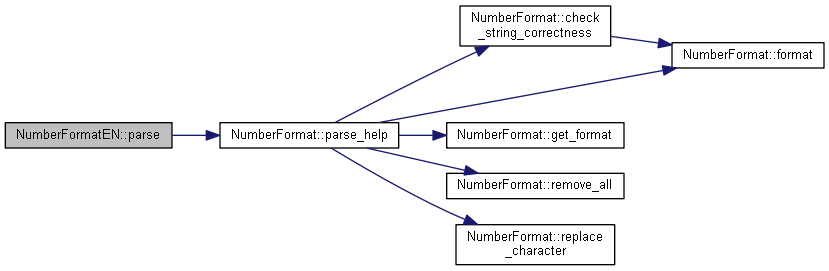 NumberFormatEN::parse
NumberFormat::parse_help
NumberFormat::check
_string_correctness
NumberFormat::format
NumberFormat::get_format
NumberFormat::remove_all
NumberFormat::replace
_character